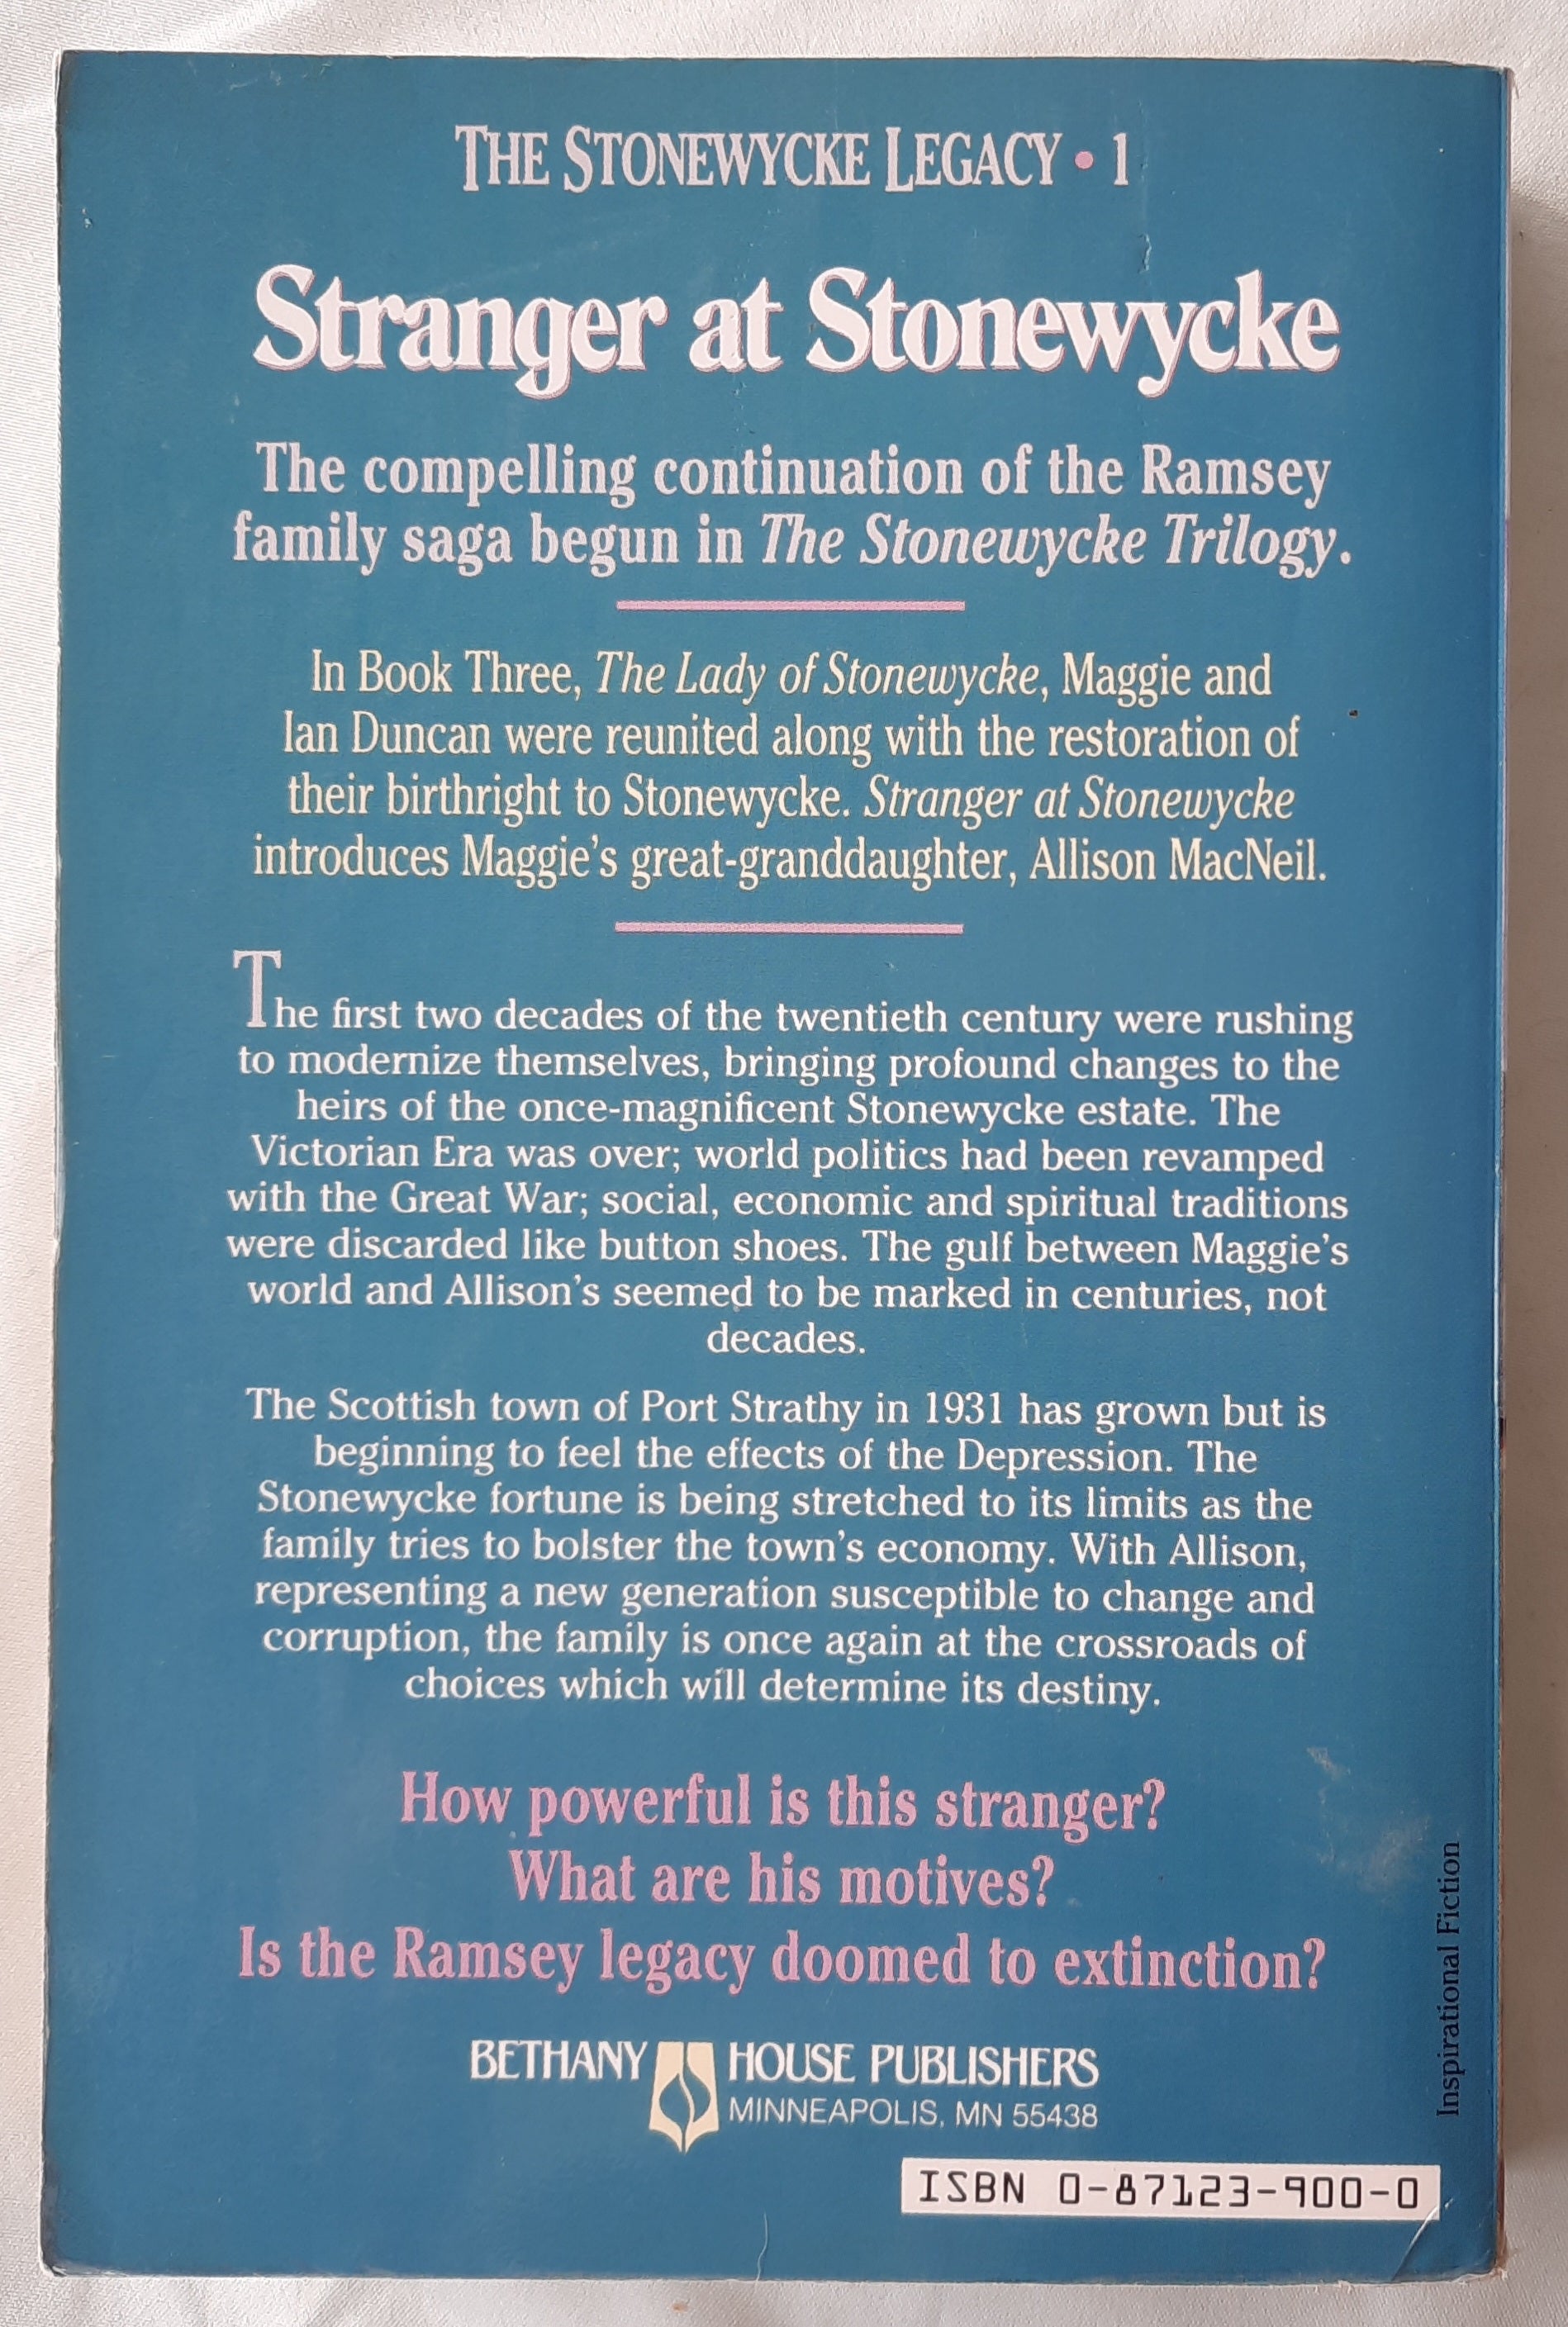 THE STONEWYCKE LEGACY • 1
Stranger at Stonewycke
The compelling continuation of the Ramsey
family saga begun in The Stonewycke Trilogy.
In Book Three, The Lady of Stonewycke, Maggie and
Ian Duncan were reunited along with the restoration of
their birthright to Stonewycke. Stranger at Stonewycke
introduces Maggie's great-granddaughter, Allison MacNeil.
The first two decades of the twentieth century were rushing
to modernize themselves, bringing profound changes to the
heirs of the once-magnificent Stonewycke estate. The
Victorian Era was over; world politics had been revamped
with the Great War; social, economic and spiritual traditions
were discarded like button shoes. The gulf between Maggie's
world and Allison's seemed to be marked in centuries, not
decades.
The Scottish town of Port Strathy in 1931 has grown but is
beginning to feel the effects of the Depression. The
Stonewycke fortune is being stretched to its limits as the
family tries to bolster the town's economy. With Allison,
representing a new generation susceptible to change and
corruption, the family is once again at the crossroads of
choices which will determine its destiny.
How powerful is this stranger?
What are his motives?
Is the Ramsey legacy doomed to extinction?
Inspirational Fiction
BETHANY HOUSE PUBLISHERS
MINNEAPOLIS, MN 55438
ISBN 0-87123-900-0